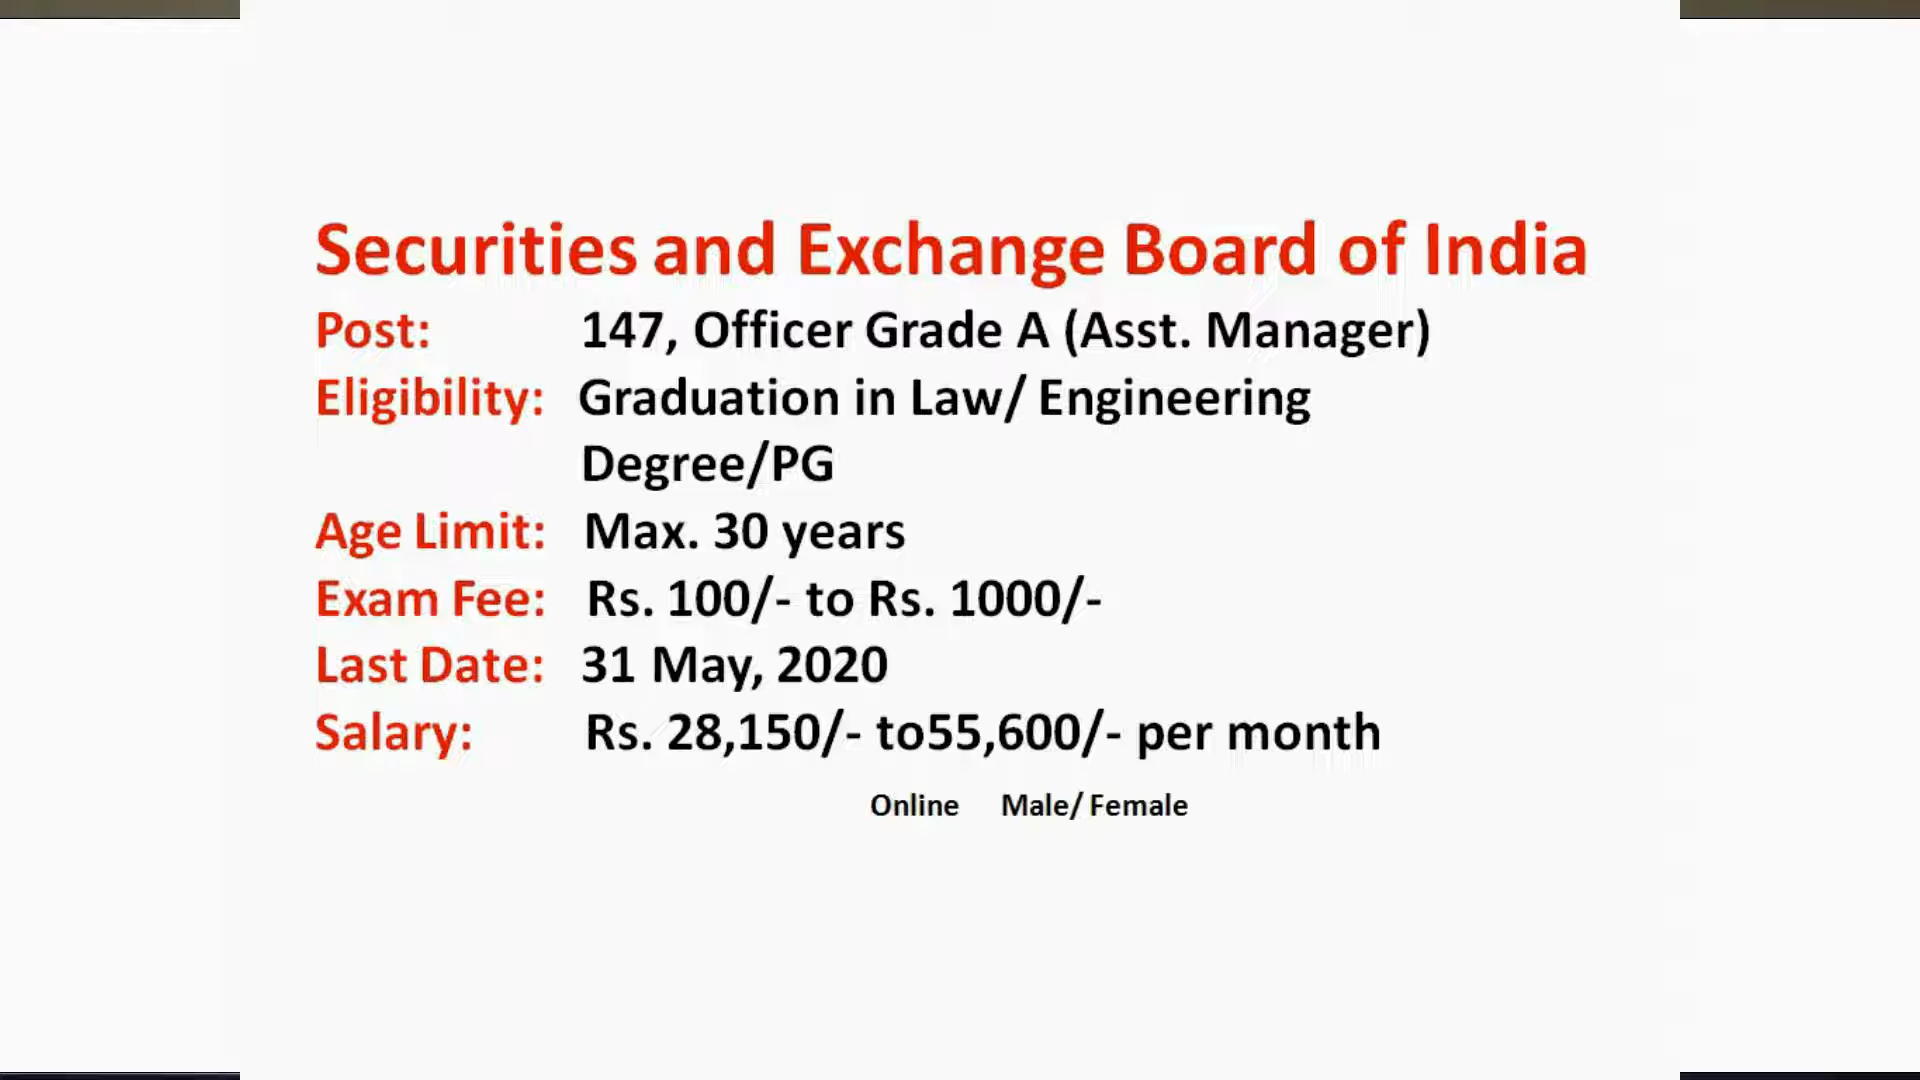 Securities and Exchange Board of India
Post: 147, Officer Grade A (Asst. Manager)
Eligibility: Graduation in Law/ Engineering
Degree/PG
Age Limit: Max. 30 years
Exam Fee: Rs. 100/- to Rs. 1000/-
Last Date: 31 May, 2020
Salary: Rs. 28,150/- to55,600/- per month
Online Male/ Female